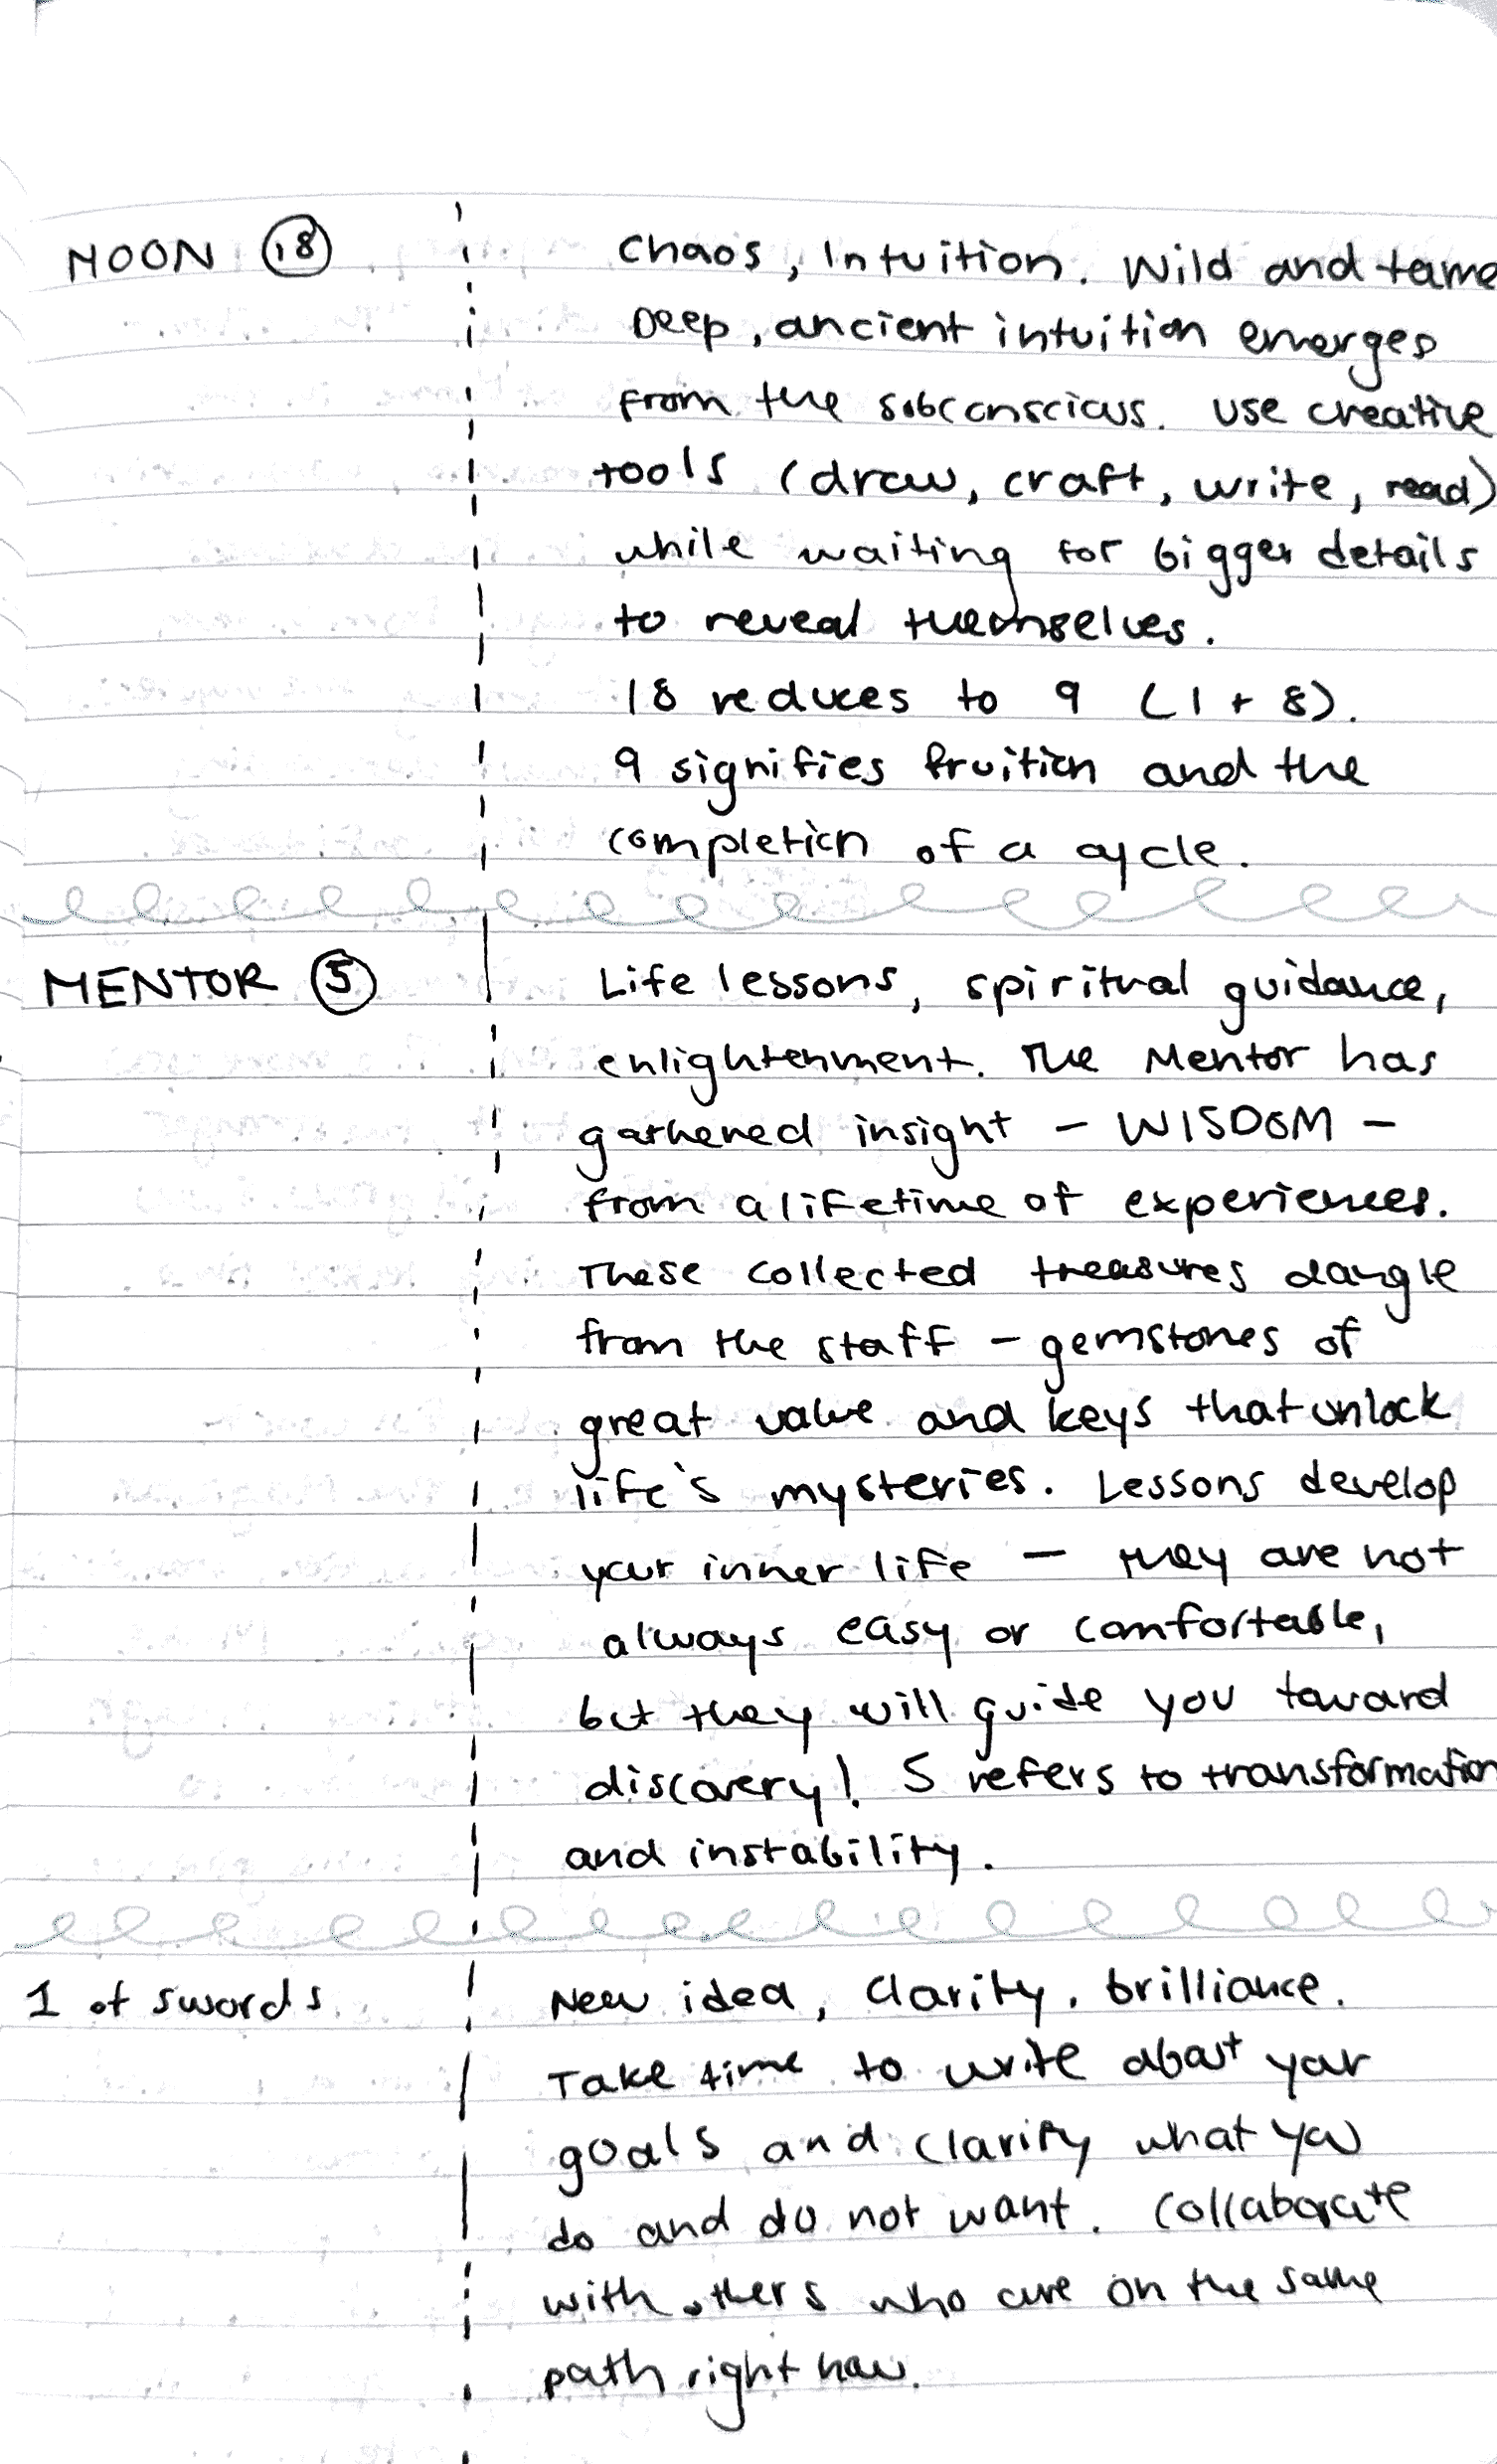 MOON 18
Chaos, Intuition. Wild and tame
Deep, ancient intuition emerges
from the subconscious. Use creative
tools (draw, craft, write, read)
while waiting for bigger details
to reveal themselves.
18 reduces to 9 (1 + 8).
9 signifies fruition and the
completion of a cycle.
MENTOR 5
Life lessons, spiritual guidance,
enlightenment. The Mentor has
gathered insight – WISDOM –
from a lifetime of experiences.
These collected treasures dangle
from the staff – gemstones of
great value and keys that unlock
life's mysteries. Lessons develop
your inner life – they are not
always easy or comfortable,
but they will guide you toward
discovery! 5 refers to transformation
and instability.
1 of swords
New idea, clarity, brilliance.
Take time to write about your
goals and clarify what you
do and do not want. Collaborate
with others who are on the same
path right now.